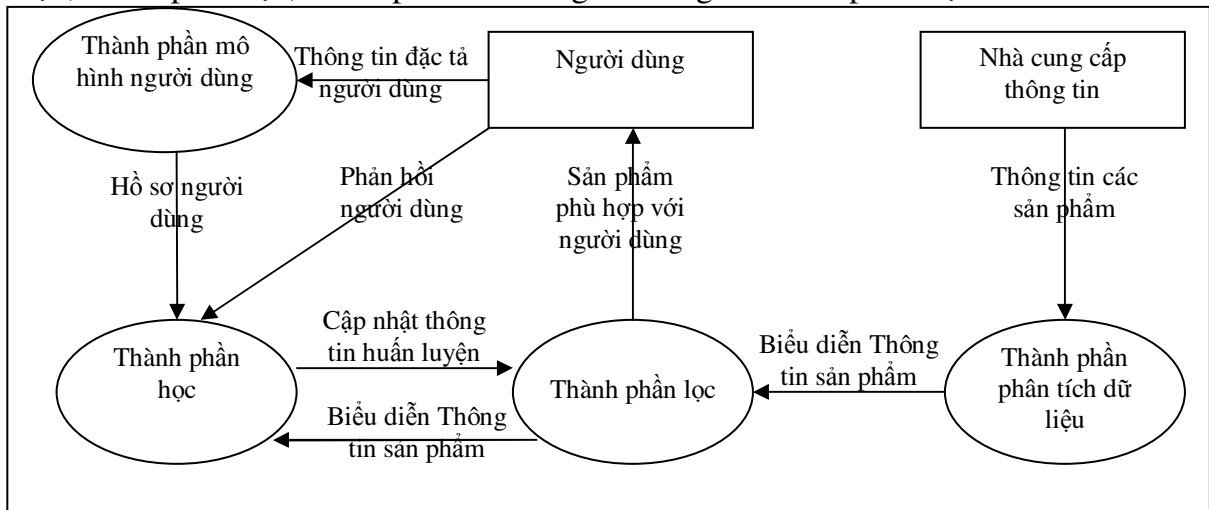 Thành phần mô
hình người dùng
Thông tin đặc tả
người dùng
Người dùng
Nhà cung cấp
thông tin
Hồ sơ người
dùng
Phản hồi
người dùng
Sản phẩm
phù hợp với
người dùng
Thông tin các
sản phẩm
Thành phần
học
Cập nhật thông
tin huấn luyện
Biểu diễn Thông
tin sản phẩm
Thành phần lọc
Biểu diễn Thông
tin sản phẩm
Thành phần
phân tích dữ
liệu